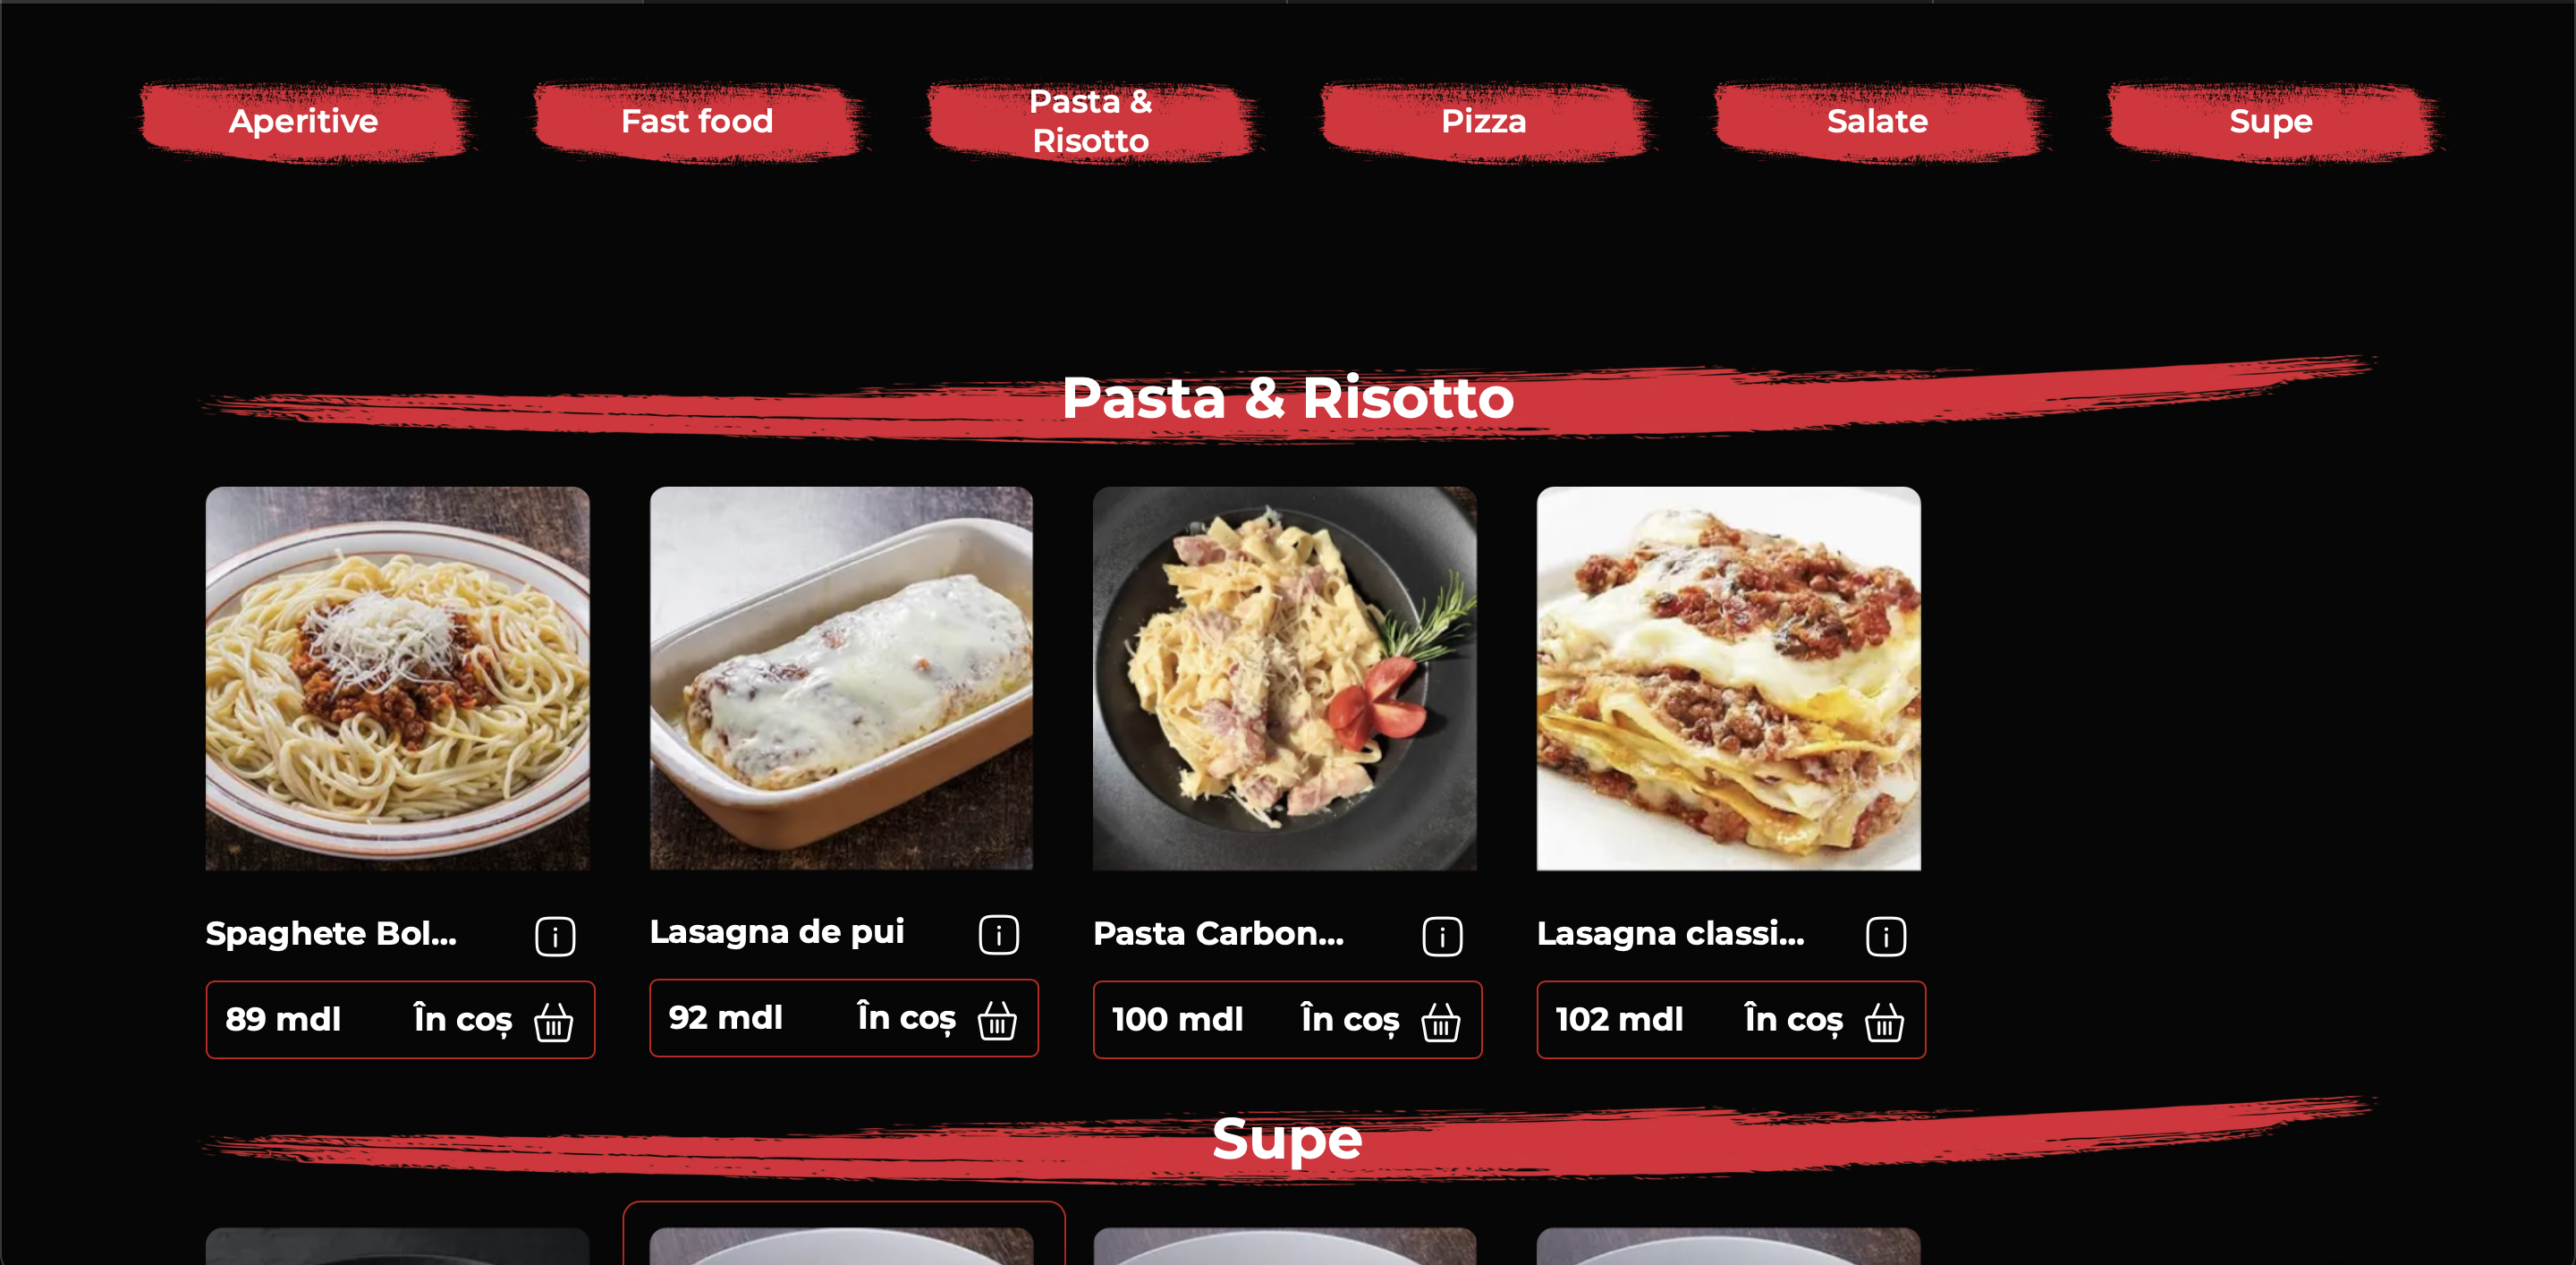 Aperitive
Fast food
Pasta &
Risotto
Pizza
Salate
Supe
Pasta & Risotto
Spaghete Bol...
Lasagna de pui
Pasta Carbon...
Lasagna classi...
89 mdl În coș
92 mdl În coș
100 mdl În coș
102 mdl În coș
Supe